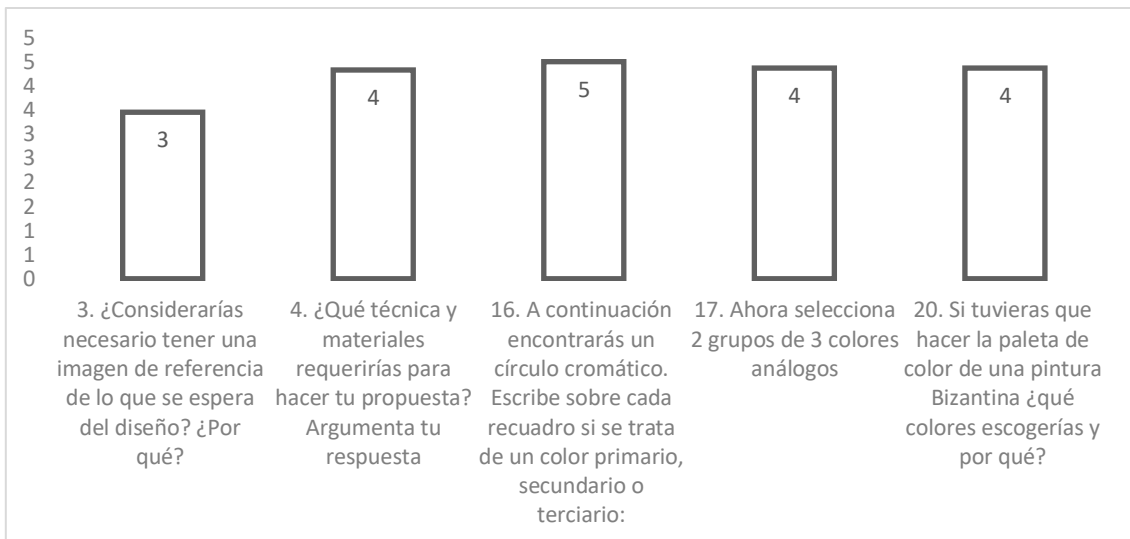 5
5
4
4
3
3
2
2
1
1
0
3
4
5
4
4
3. ¿Considerarías
necesario tener una
imagen de referencia
de lo que se espera
del diseño? ¿Por
qué?
4. ¿Qué técnica y
materiales
requerirías para
hacer tu propuesta?
Argumenta tu
respuesta
16. A continuación
encontrarás un
círculo cromático.
Escribe sobre cada
recuadro si se trata
de un color primario,
secundario o
terciario:
17. Ahora selecciona
2 grupos de 3 colores
análogos
20. Si tuvieras que
hacer la paleta de
color de una pintura
Bizantina ¿qué
colores escogerías y
por qué?